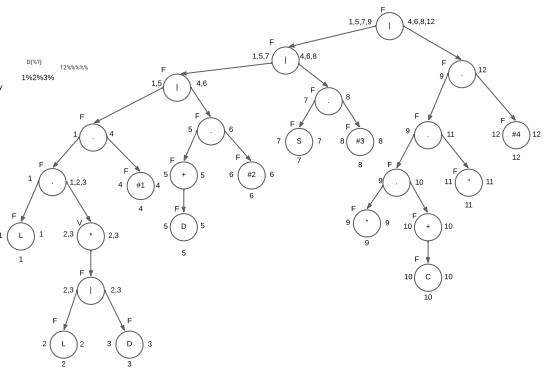 F
1,5,7,9 | 4,6,8,12
F
1,5,7 | 4,6,8
F
9 . 12
D(%?)
12%%%%%
1%2%3%
y
F
1,5 | 4,6
F
7 . 8
F
1 . 4
F
5 . 6
F
7 S 7
7
F
8 #3 8
8
F
9 . 11
F
12 #4 12
12
F
1 . 1,2,3
F
4 #1 4
4
F
5 + 5
F
6 #2 6
6
F
9 . 10
F
11 " 11
11
F
1 L 1
1
V
2,3 * 2,3
F
5 D 5
5
F
9 " 9
9
F
10 + 10
F
2,3 | 2,3
F
10 C 10
10
F
2 L 2
2
F
3 D 3
3